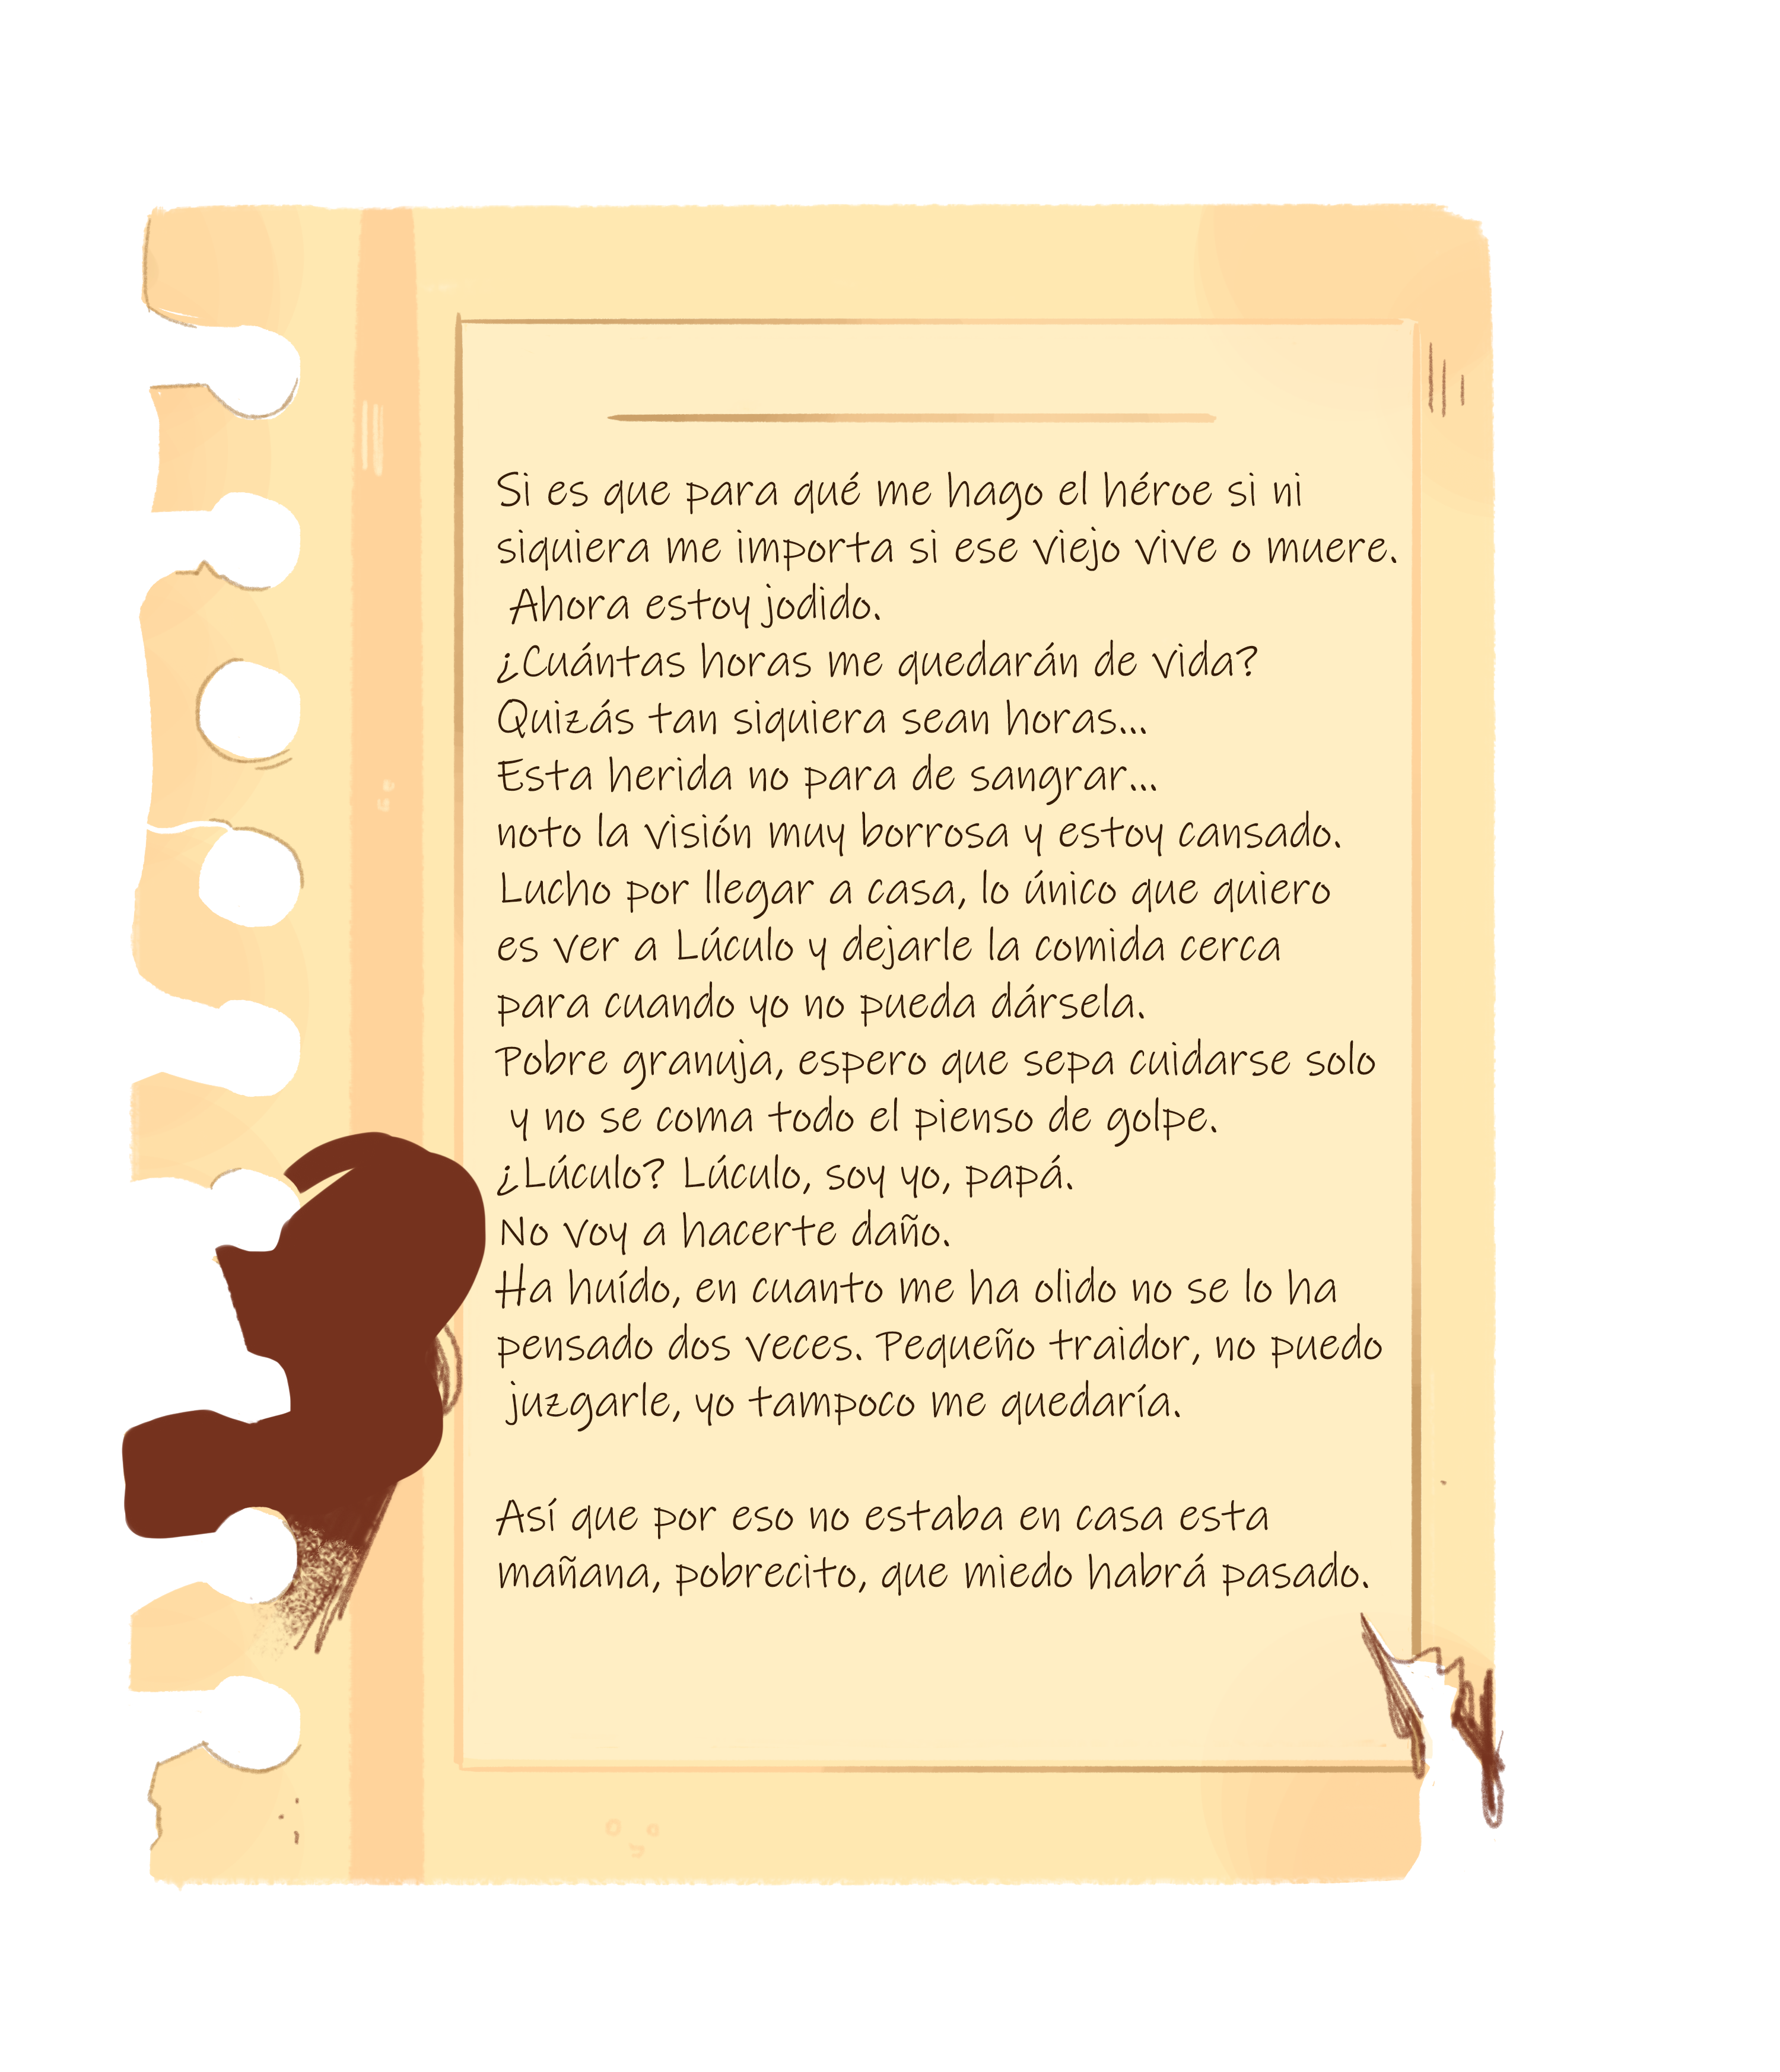 Si es que para qué me hago el héroe si ni
siquiera me importa si ese viejo vive o muere.
Ahora estoy jodido.
¿Cuántas horas me quedarán de vida?
Quizás tan siquiera sean horas...
Esta herida no para de sangrar...
noto la visión muy borrosa y estoy cansado.
Lucho por llegar a casa, lo único que quiero
es ver a Lúculo y dejarle la comida cerca
para cuando yo no pueda dársela.
Pobre granuja, espero que sepa cuidarse solo
y no se coma todo el pienso de golpe.
¿Lúculo? Lúculo, soy yo, papá.
No voy a hacerte daño.
Ha huído, en cuanto me ha olido no se lo ha
pensado dos veces. Pequeño traidor, no puedo
juzgarle, yo tampoco me quedaría.
Así que por eso no estaba en casa esta
mañana, pobrecito, que miedo habrá pasado.